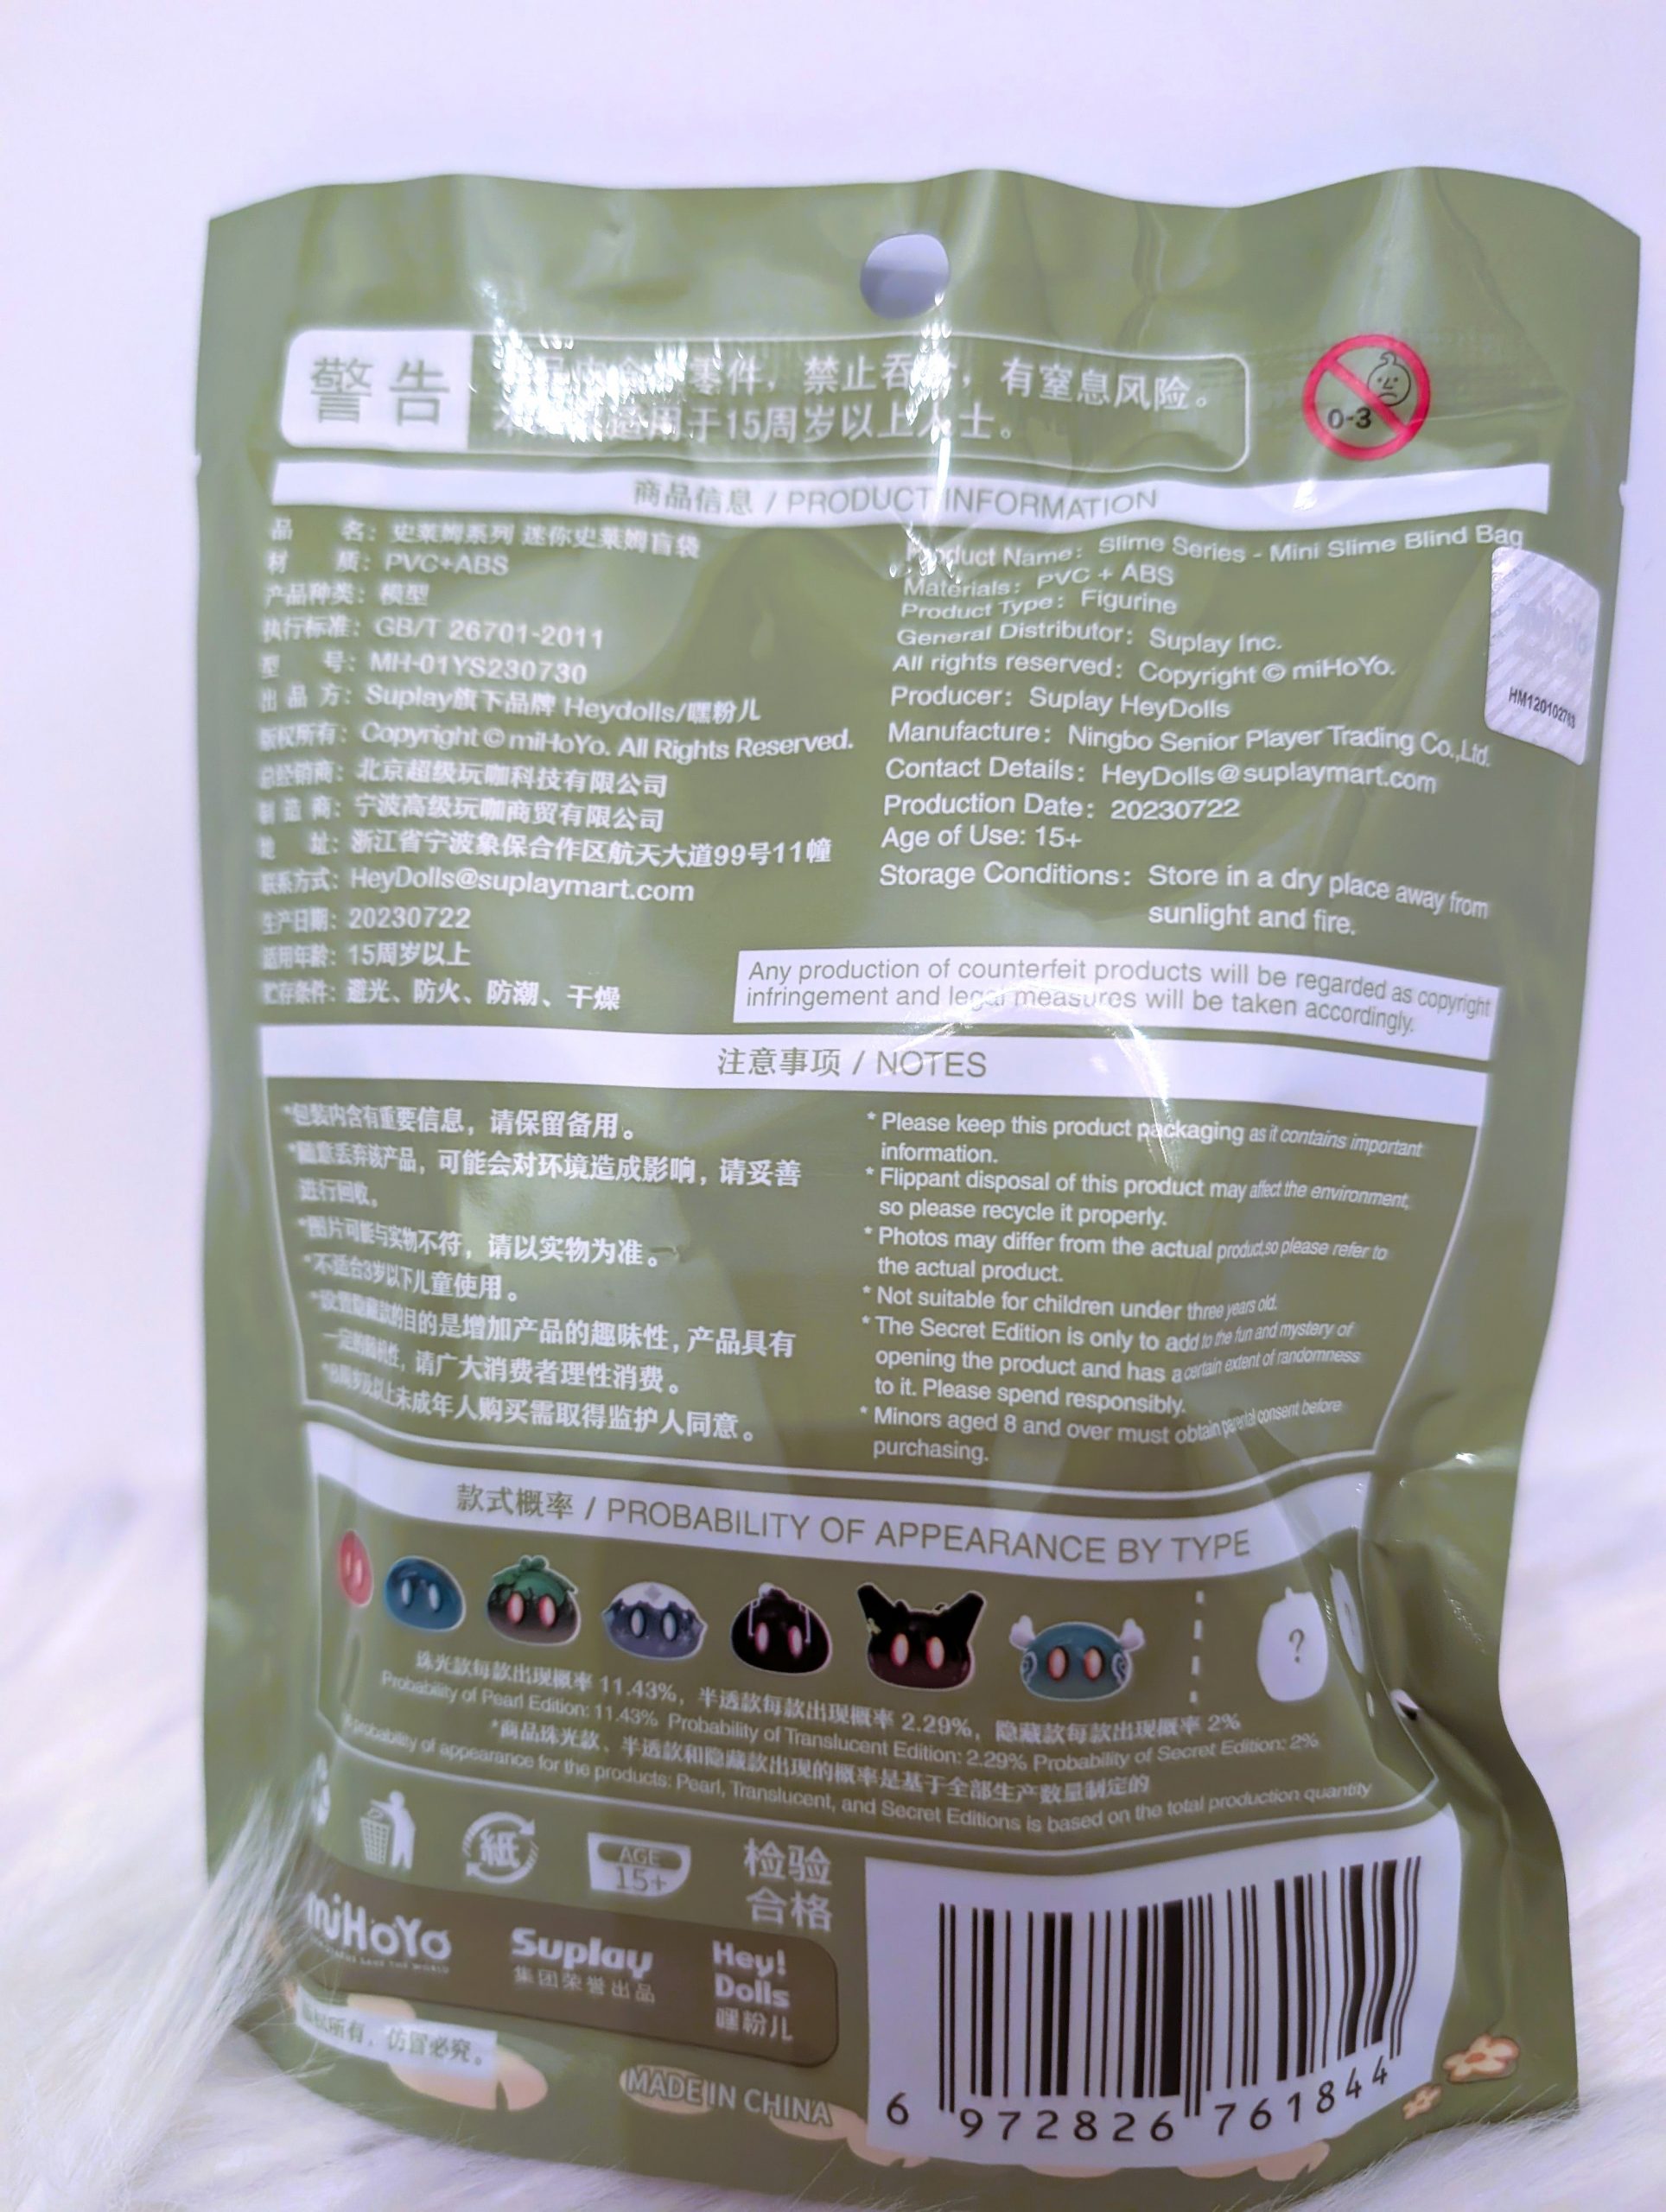 警告
零件，禁止吞 ，有窒息风险。
适用于15周岁以上人士。
0-3
商品信息 / PRODUCT INFORMATION
品 名：史莱姆系列 迷你史莱姆盲袋
材 质：PVC+ABS
产品种类：模型
执行标准：GB/T 26701-2011
型 号：MH-01YS230730
出 品 方：Suplay旗下品牌 Heydolls/嘿粉儿
版权所有：Copyright © miHoYo. All Rights Reserved.
总经销商：北京超级玩咖科技有限公司
制 造 商：宁波高级玩咖商贸有限公司
地 址：浙江省宁波象保合作区航天大道99号11幢
联系方式：HeyDolls@suplaymart.com
生产日期：20230722
适用年龄：15周岁以上
贮存条件：避光、防火、防潮、干燥
Product Name: Slime Series - Mini Slime Blind Bag
Materials: PVC + ABS
Product Type: Figurine
General Distributor: Suplay Inc.
All rights reserved: Copyright © miHoYo.
Producer: Suplay HeyDolls
Manufacture: Ningbo Senior Player Trading Co.,Ltd.
Contact Details: HeyDolls@suplaymart.com
Production Date: 20230722
Age of Use: 15+
Storage Conditions: Store in a dry place away from
sunlight and fire.
Any production of counterfeit products will be regarded as copyright
infringement and legal measures will be taken accordingly.
注意事项 / NOTES
*包装内含有重要信息，请保留备用。
*随意丢弃该产品，可能会对环境造成影响，请妥善
进行回收。
*图片可能与实物不符，请以实物为准。
*不适合3岁以下儿童使用。
*设置隐藏款的目的是增加产品的趣味性，产品具有
一定的随机性，请广大消费者理性消费。
*8周岁及以上未成年人购买需取得监护人同意。
* Please keep this product packaging as it contains important
information.
* Flippant disposal of this product may affect the environment,
so please recycle it properly.
* Photos may differ from the actual product,so please refer to
the actual product.
* Not suitable for children under three years old.
* The Secret Edition is only to add to the fun and mystery of
opening the product and has a certain extent of randomness
to it. Please spend responsibly.
* Minors aged 8 and over must obtain parental consent before
purchasing.
款式概率 / PROBABILITY OF APPEARANCE BY TYPE
?
珠光款每款出现概率 11.43%，半透款每款出现概率 2.29%，隐藏款每款出现概率 2%
Probability of Pearl Edition: 11.43% Probability of Translucent Edition: 2.29% Probability of Secret Edition: 2%
*商品珠光款、半透款和隐藏款出现的概率是基于全部生产数量制定的
probability of appearance for the products: Pearl, Translucent, and Secret Editions is based on the total production quantity
紙
AGE
15+
检验
合格
miHoYo
Suplay
集团荣誉出品
Hey!
Dolls
嘿粉儿
所有，仿冒必究。
MADE IN CHINA
6 972826 761844